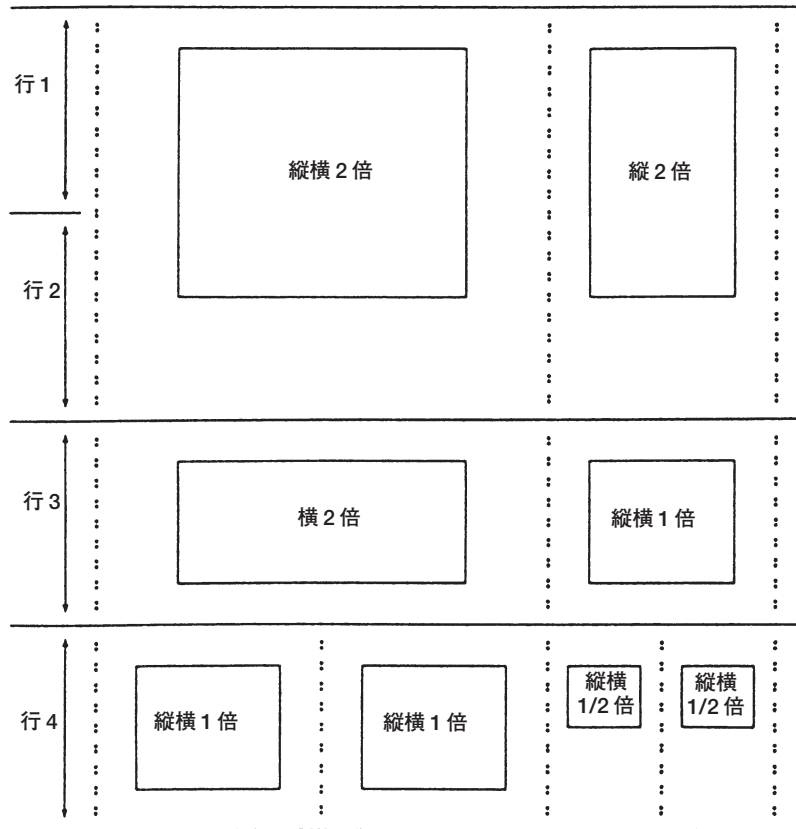 行 1
縦横 2 倍
縦 2 倍
行 2
行 3
横 2 倍
縦横 1 倍
行 4
縦横 1 倍
縦横 1 倍
縦横
1/2 倍
縦横
1/2 倍